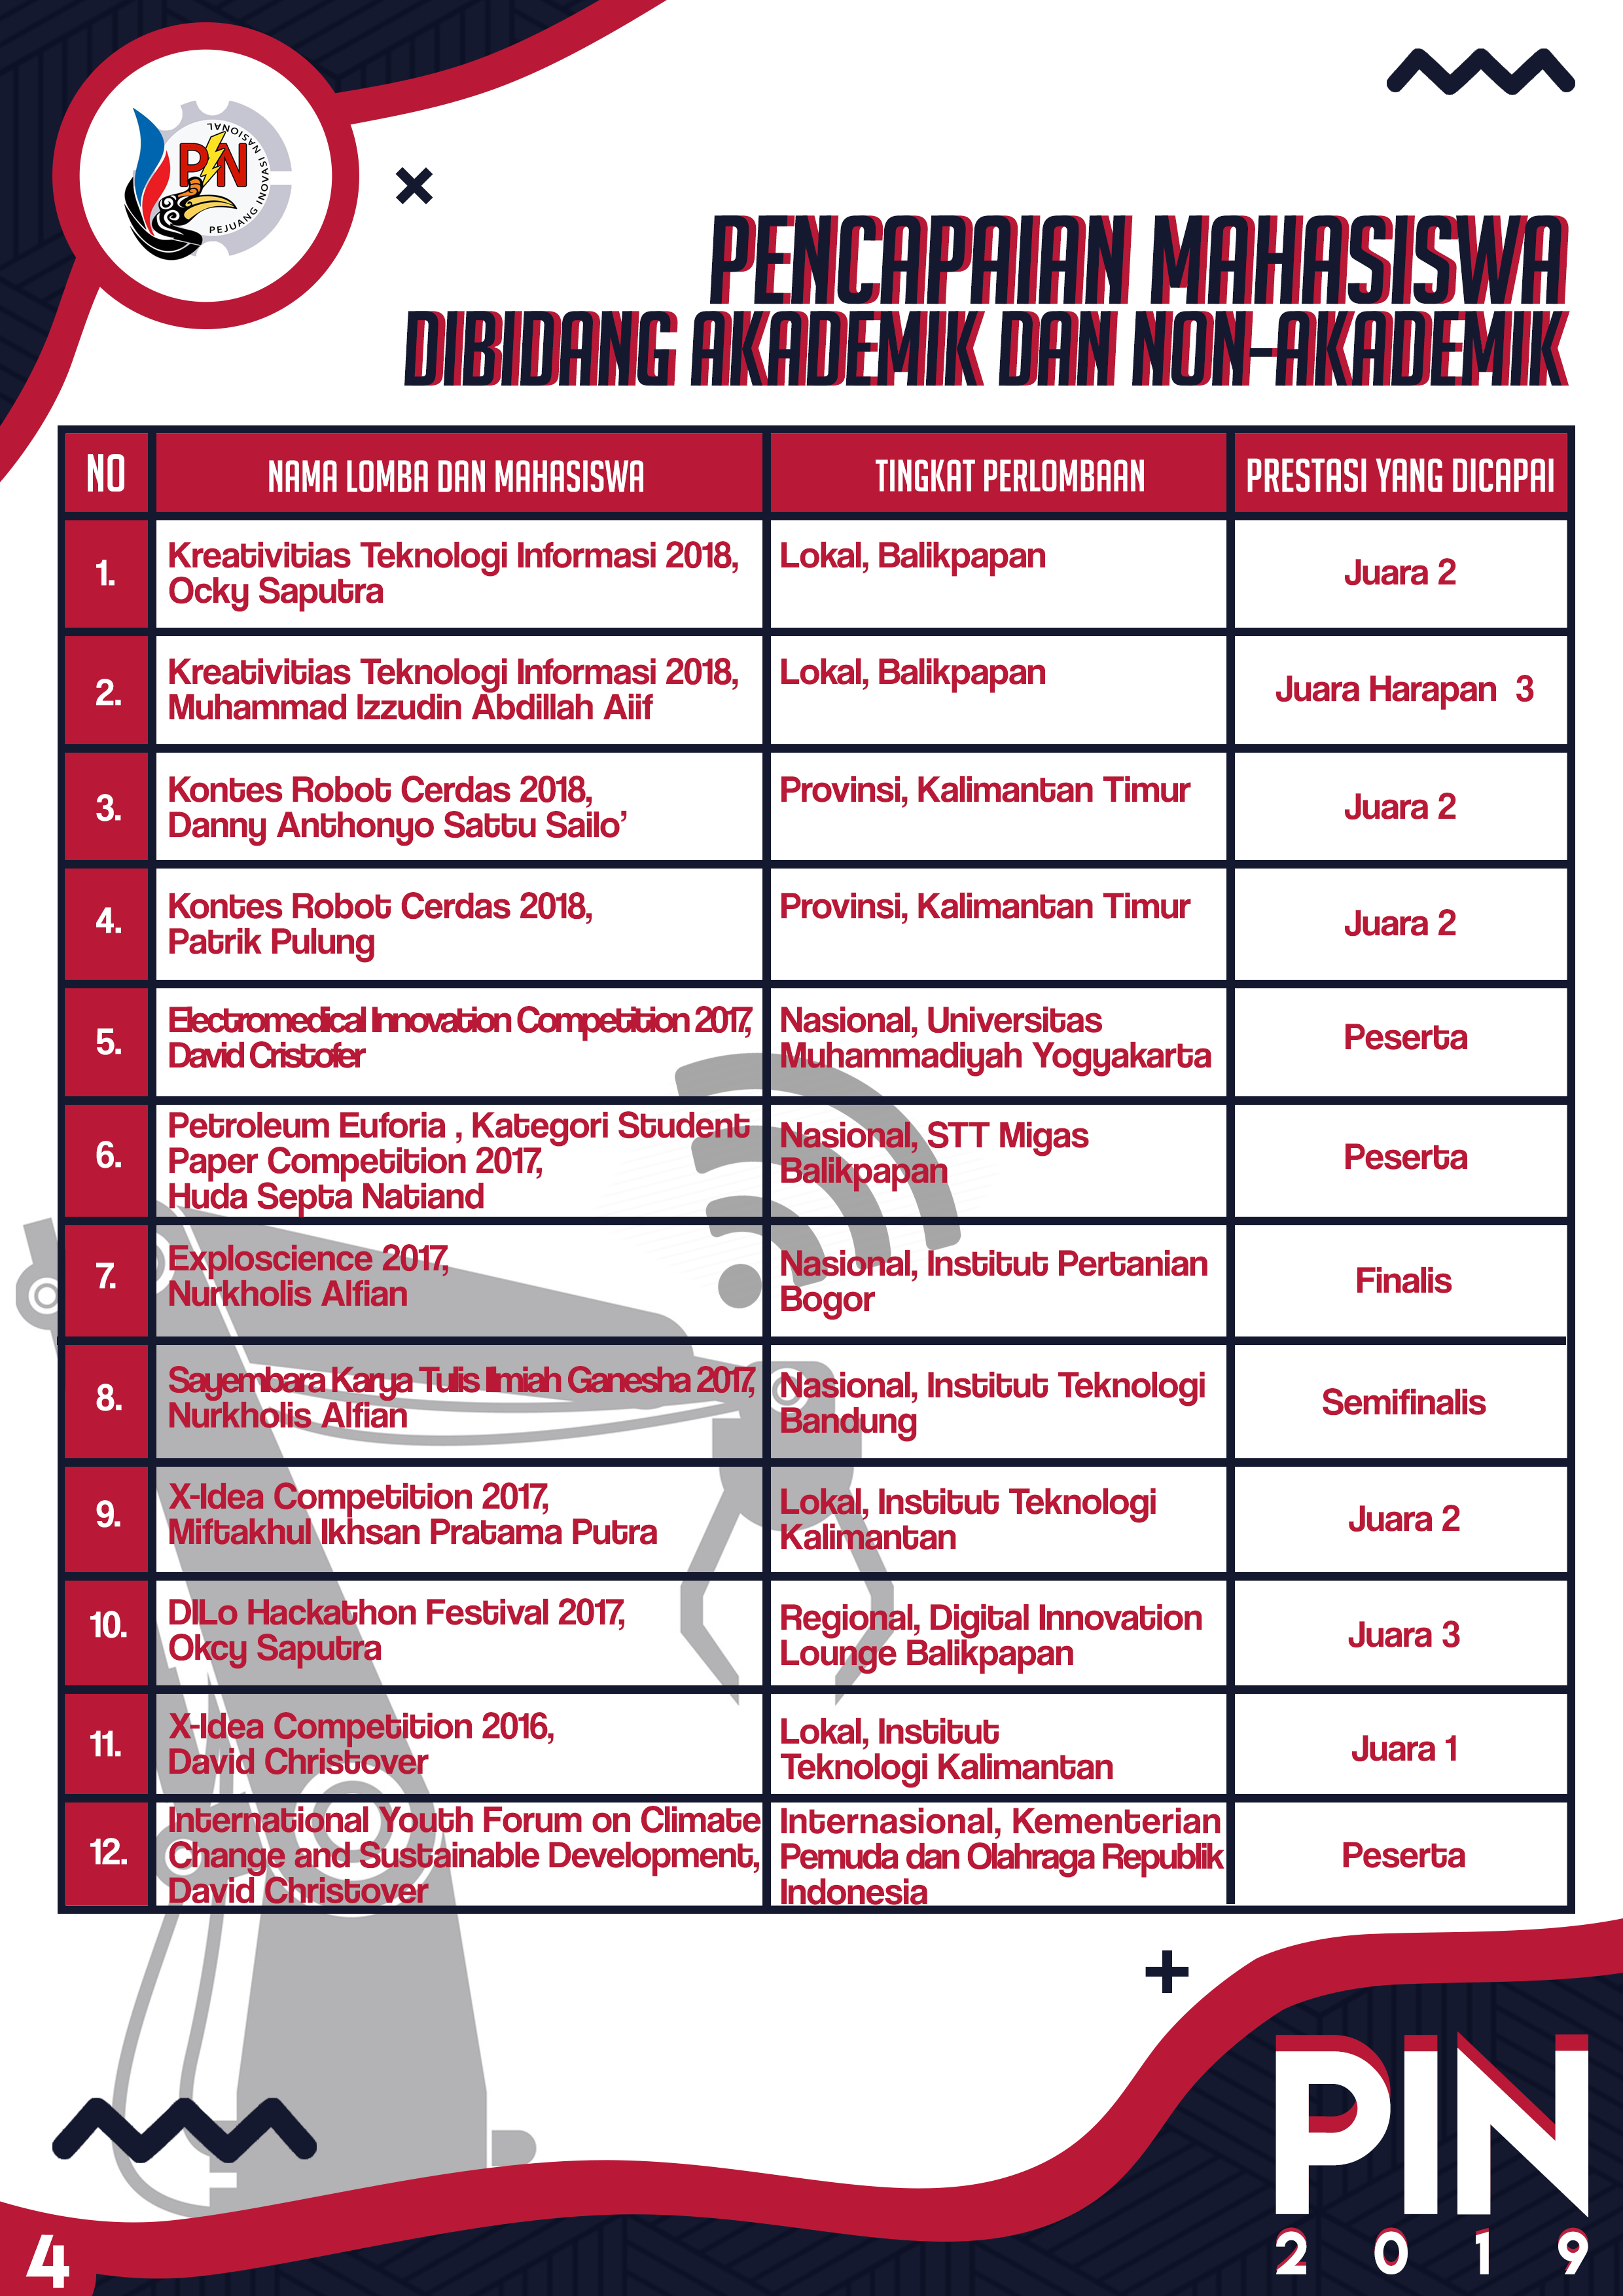 PIN
PEJUANG INOVASI NASIONAL
PENCAPAIAN MAHASISWA
DIBIDANG AKADEMIK DAN NON-AKADEMIK
NO
NAMA LOMBA DAN MAHASISWA
TINGKAT PERLOMBAAN
PRESTASI YANG DICAPAI
1.
Kreativitias Teknologi Informasi 2018,
Ocky Saputra
Lokal, Balikpapan
Juara 2
2.
Kreativitias Teknologi Informasi 2018,
Muhammad Izzudin Abdillah Aiif
Lokal, Balikpapan
Juara Harapan 3
3.
Kontes Robot Cerdas 2018,
Danny Anthonyo Sattu Sailo’
Provinsi, Kalimantan Timur
Juara 2
4.
Kontes Robot Cerdas 2018,
Patrik Pulung
Provinsi, Kalimantan Timur
Juara 2
5.
Electromedical Innovation Competition 2017,
David Cristofer
Nasional, Universitas
Muhammadiyah Yogyakarta
Peserta
6.
Petroleum Euforia , Kategori Student
Paper Competition 2017,
Huda Septa Natiand
Nasional, STT Migas
Balikpapan
Peserta
7.
Exploscience 2017,
Nurkholis Alfian
Nasional, Institut Pertanian
Bogor
Finalis
8.
Sayembara Karya Tulis Ilmiah Ganesha 2017,
Nurkholis Alfian
Nasional, Institut Teknologi
Bandung
Semifinalis
9.
X-Idea Competition 2017,
Miftakhul Ikhsan Pratama Putra
Lokal, Institut Teknologi
Kalimantan
Juara 2
10.
DILo Hackathon Festival 2017,
Okcy Saputra
Regional, Digital Innovation
Lounge Balikpapan
Juara 3
11.
X-Idea Competition 2016,
David Christover
Lokal, Institut
Teknologi Kalimantan
Juara 1
12.
International Youth Forum on Climate
Change and Sustainable Development,
David Christover
Internasional, Kementerian
Pemuda dan Olahraga Republik
Indonesia
Peserta
PIN
2019
4